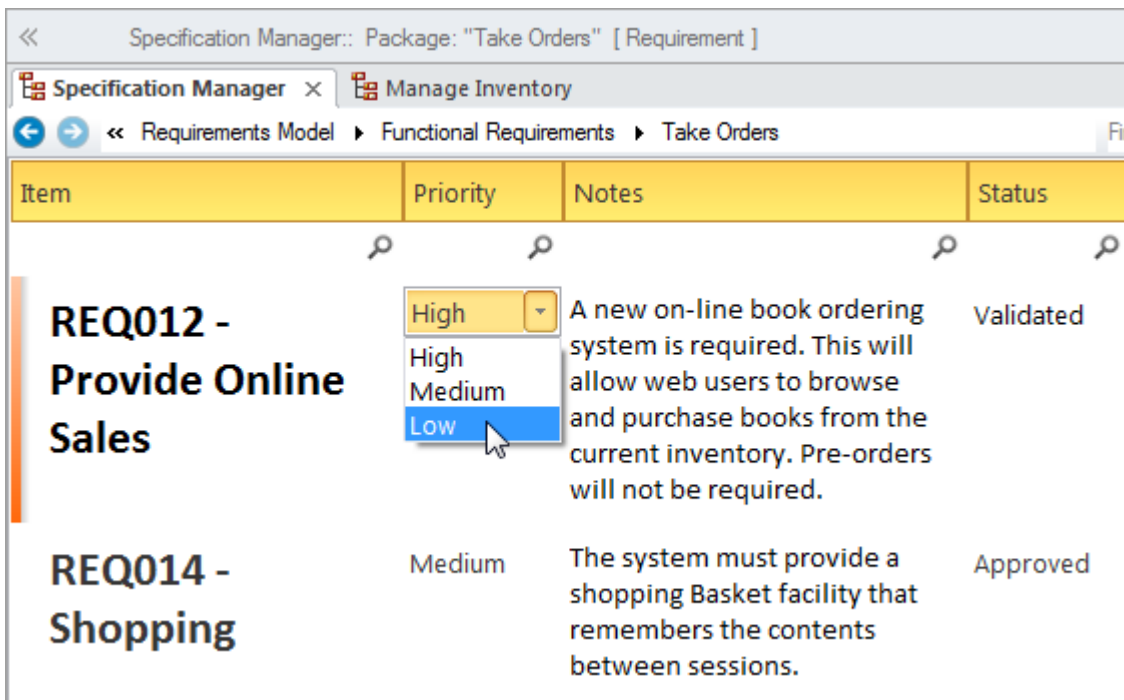 Specification Manager:: Package: "Take Orders" [ Requirement ]
Specification Manager
Manage Inventory
« Requirements Model ▸ Functional Requirements ▸ Take Orders
Item Priority Notes Status
REQ012 -
Provide Online
Sales
High
High
Medium
Low
A new on-line book ordering
system is required. This will
allow web users to browse
and purchase books from the
current inventory. Pre-orders
will not be required.
Validated
REQ014 -
Shopping
Medium
The system must provide a
shopping Basket facility that
remembers the contents
between sessions.
Approved